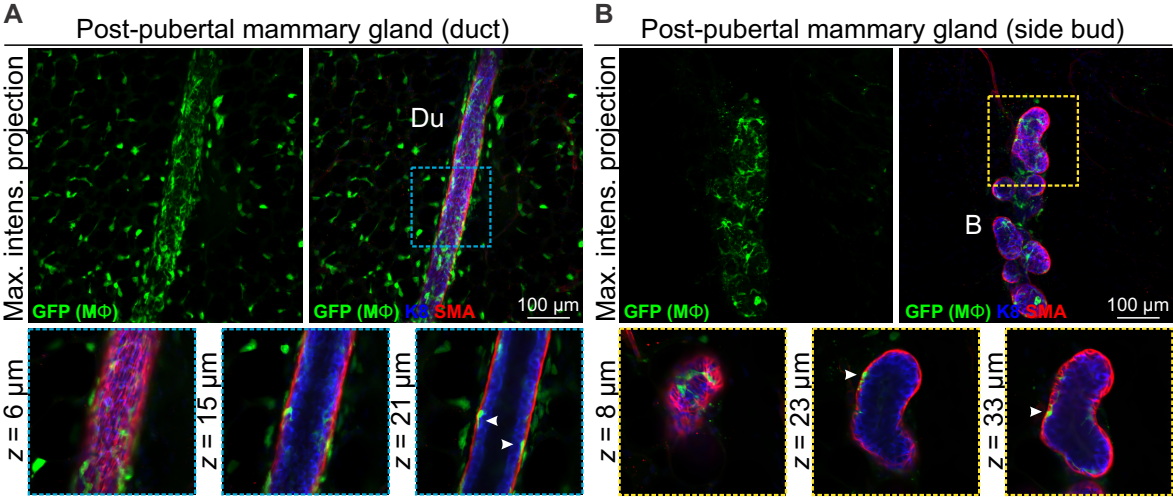 A
Post-pubertal mammary gland (duct)
Max. intens. projection
GFP (MΦ)
Du
GFP (MΦ) K8 SMA
100 µm
z = 6 µm
z = 15 µm
z = 21 µm
B
Post-pubertal mammary gland (side bud)
Max. intens. projection
GFP (MΦ)
B
GFP (MΦ) K8 SMA
100 µm
z = 8 µm
z = 23 µm
z = 33 µm